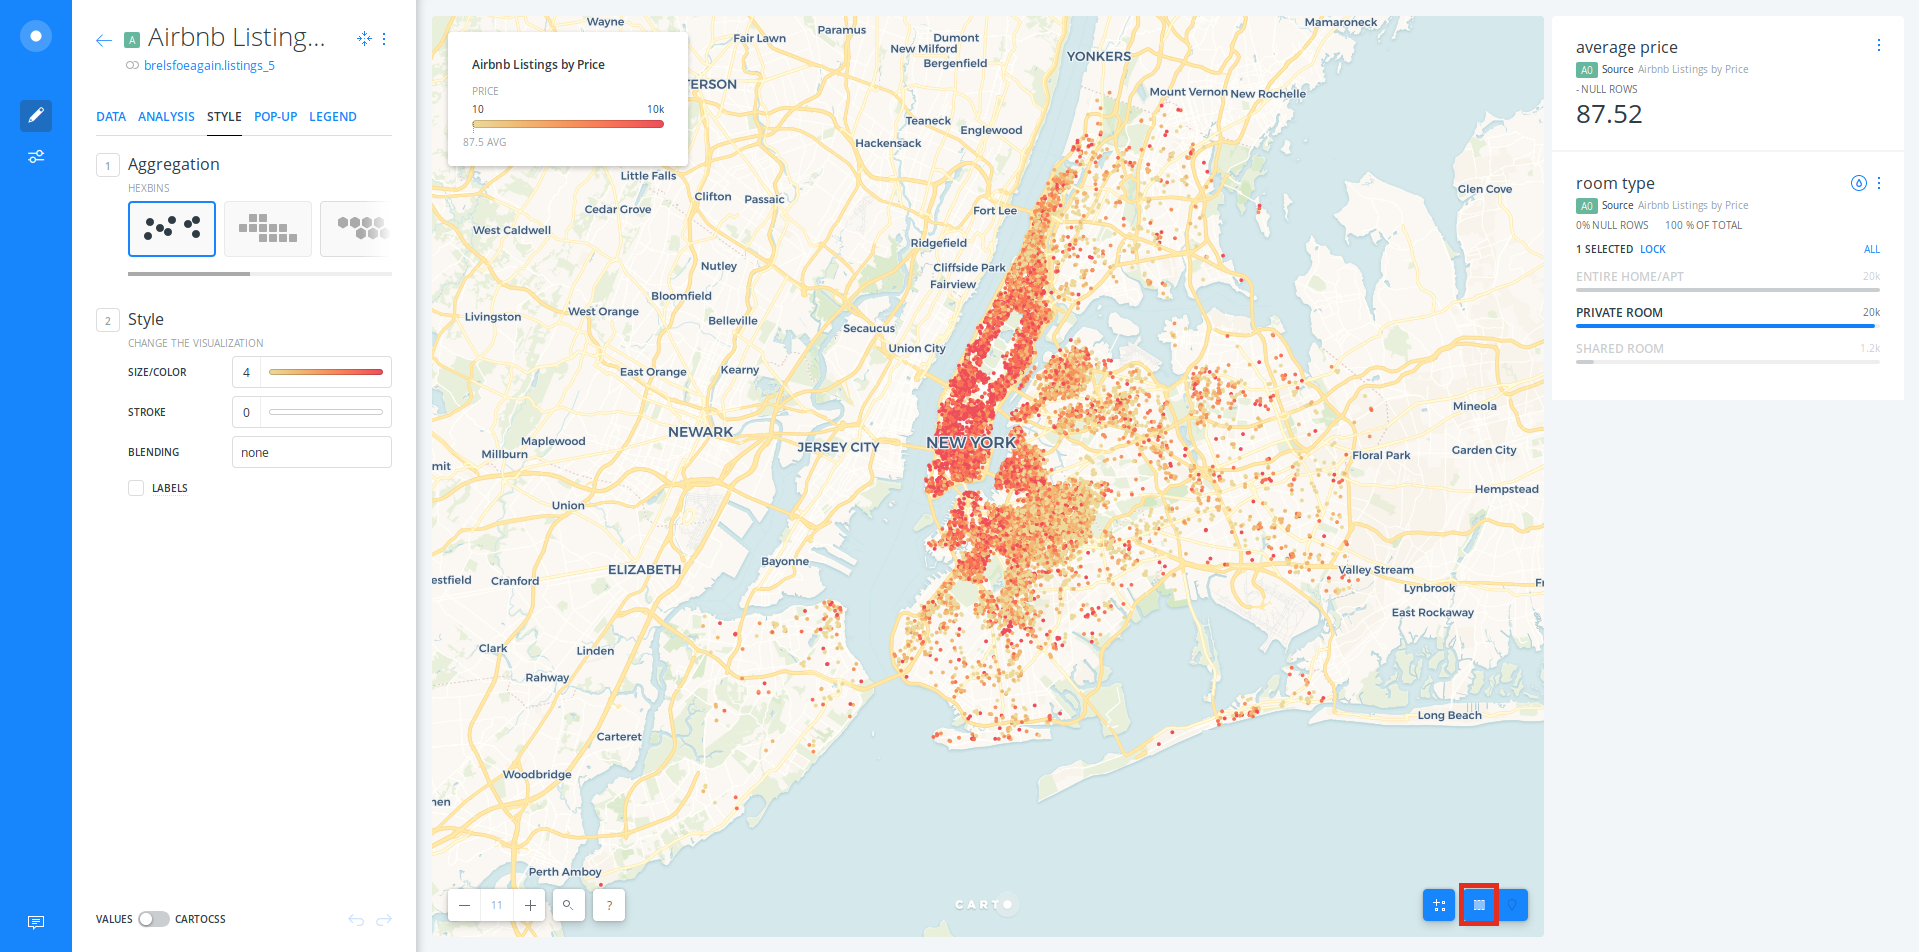 A Airbnb Listing...
brelsfoeagain.listings_5
DATA ANALYSIS STYLE POP-UP LEGEND
1 Aggregation
HEXBINS
2 Style
CHANGE THE VISUALIZATION
SIZE/COLOR 4
STROKE 0
BLENDING none
LABELS
VALUES CARTOCSS
Airbnb Listings by Price
PRICE
10 10k
87.5 AVG
Wayne
Fair Lawn
Paramus
Dumont
New Milford
Bergenfield
YONKERS
Mamaroneck
TERSON
Mount Vernon
New Rochelle
Teaneck
Englewood
Hackensack
Little Falls
Clifton
Passaic
Cedar Grove
Fort Lee
Glen Cove
West Caldwell
Ridgefield
Nutley
Cliffside Park
Fairview
Bloomfield
Livingston
West Orange
Belleville
Secaucus
Union City
East Orange
Kearny
Mineola
NEWARK
Maplewood
JERSEY CITY
NEW YORK
Millburn
mit
Floral Park
Garden City
Hempstead
Union
Bayonne
ELIZABETH
Valley Stream
estfield
Cranford
Lynbrook
Fr
East Rockaway
Clark
Linden
Rahway
Long Beach
Carteret
Woodbridge
nen
Perth Amboy
11
?
CARTO
average price
A0 Source Airbnb Listings by Price
- NULL ROWS
87.52
room type
A0 Source Airbnb Listings by Price
0% NULL ROWS 100 % OF TOTAL
1 SELECTED LOCK ALL
ENTIRE HOME/APT 20k
PRIVATE ROOM 20k
SHARED ROOM 1.2k